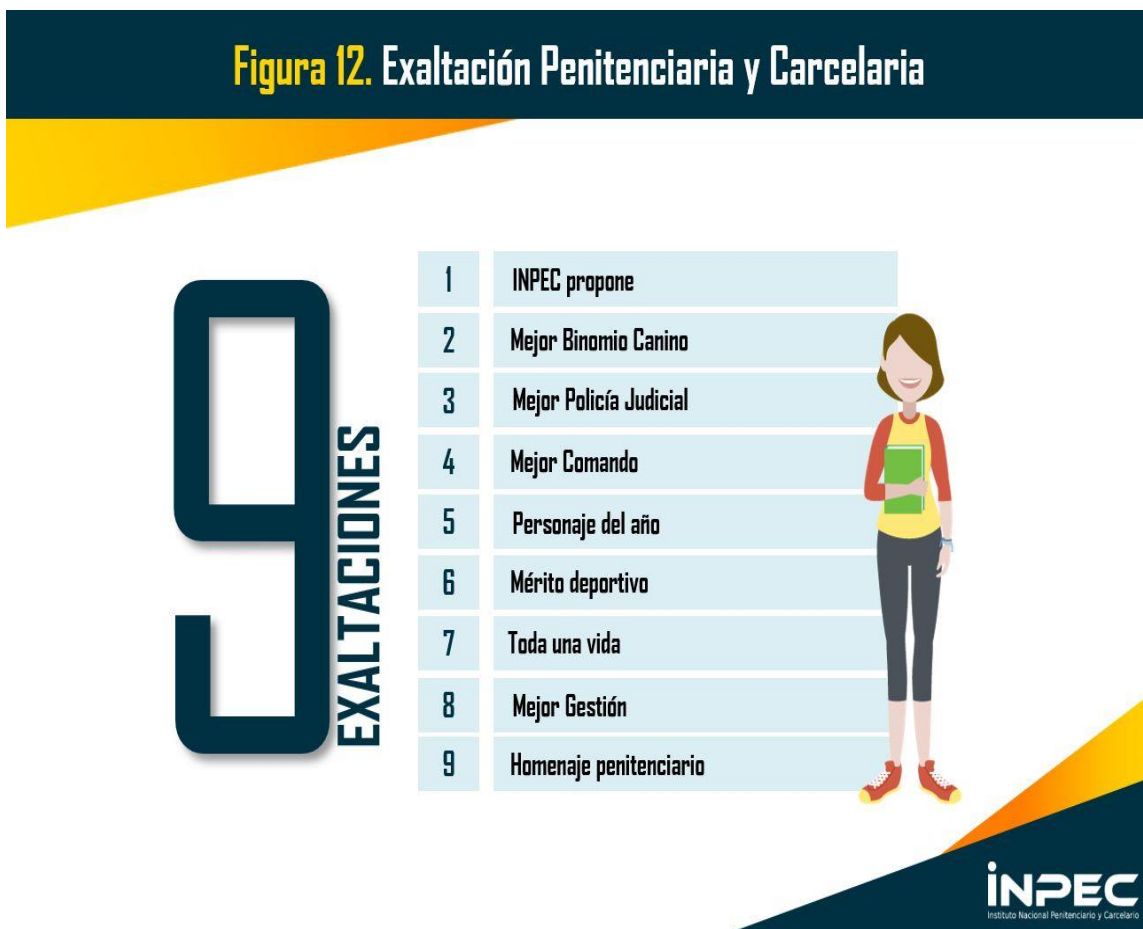 Figura 12. Exaltación Penitenciaria y Carcelaria
9
EXALTACIONES
1 INPEC propone
2 Mejor Binomio Canino
3 Mejor Policía Judicial
4 Mejor Comando
5 Personaje del año
6 Mérito deportivo
7 Toda una vida
8 Mejor Gestión
9 Homenaje penitenciario
INPEC
Instituto Nacional Penitenciario y Carcelario